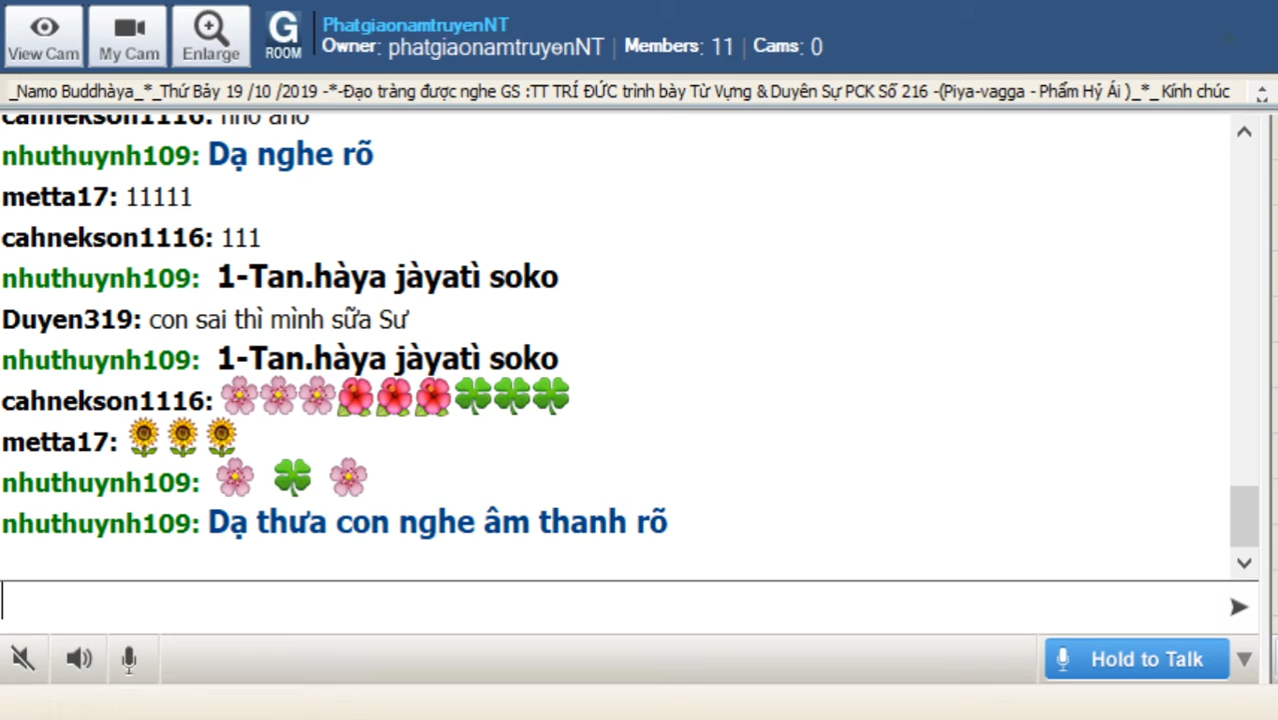 View Cam
My Cam
Enlarge
G
ROOM
PhatgiaonamtruyenNT
Owner: phatgiaonamtruyenNT | Members: 11 | Cams: 0
_Namo Buddhàya_*_Thứ Bảy 19 /10 /2019 -*-Đạo tràng được nghe GS :TT TRÍ ĐỨC trình bày Từ Vựng & Duyên Sự PCK Số 216 -(Piya-vagga - Phẩm Hỷ Ái )_*_ Kính chúc
cahnekson1116:
nhuthuynh109: Dạ nghe rõ
metta17: 11111
cahnekson1116: 111
nhuthuynh109: 1-Tan.hàya jàyatì soko
Duyen319: con sai thì mình sữa Sư
nhuthuynh109: 1-Tan.hàya jàyatì soko
cahnekson1116: 🌸🌸🌸🌺🌺🌺🍀🍀🍀
metta17: 🌻🌻🌻
nhuthuynh109: 🌸 🍀 🌸
nhuthuynh109: Dạ thưa con nghe âm thanh rõ
Hold to Talk